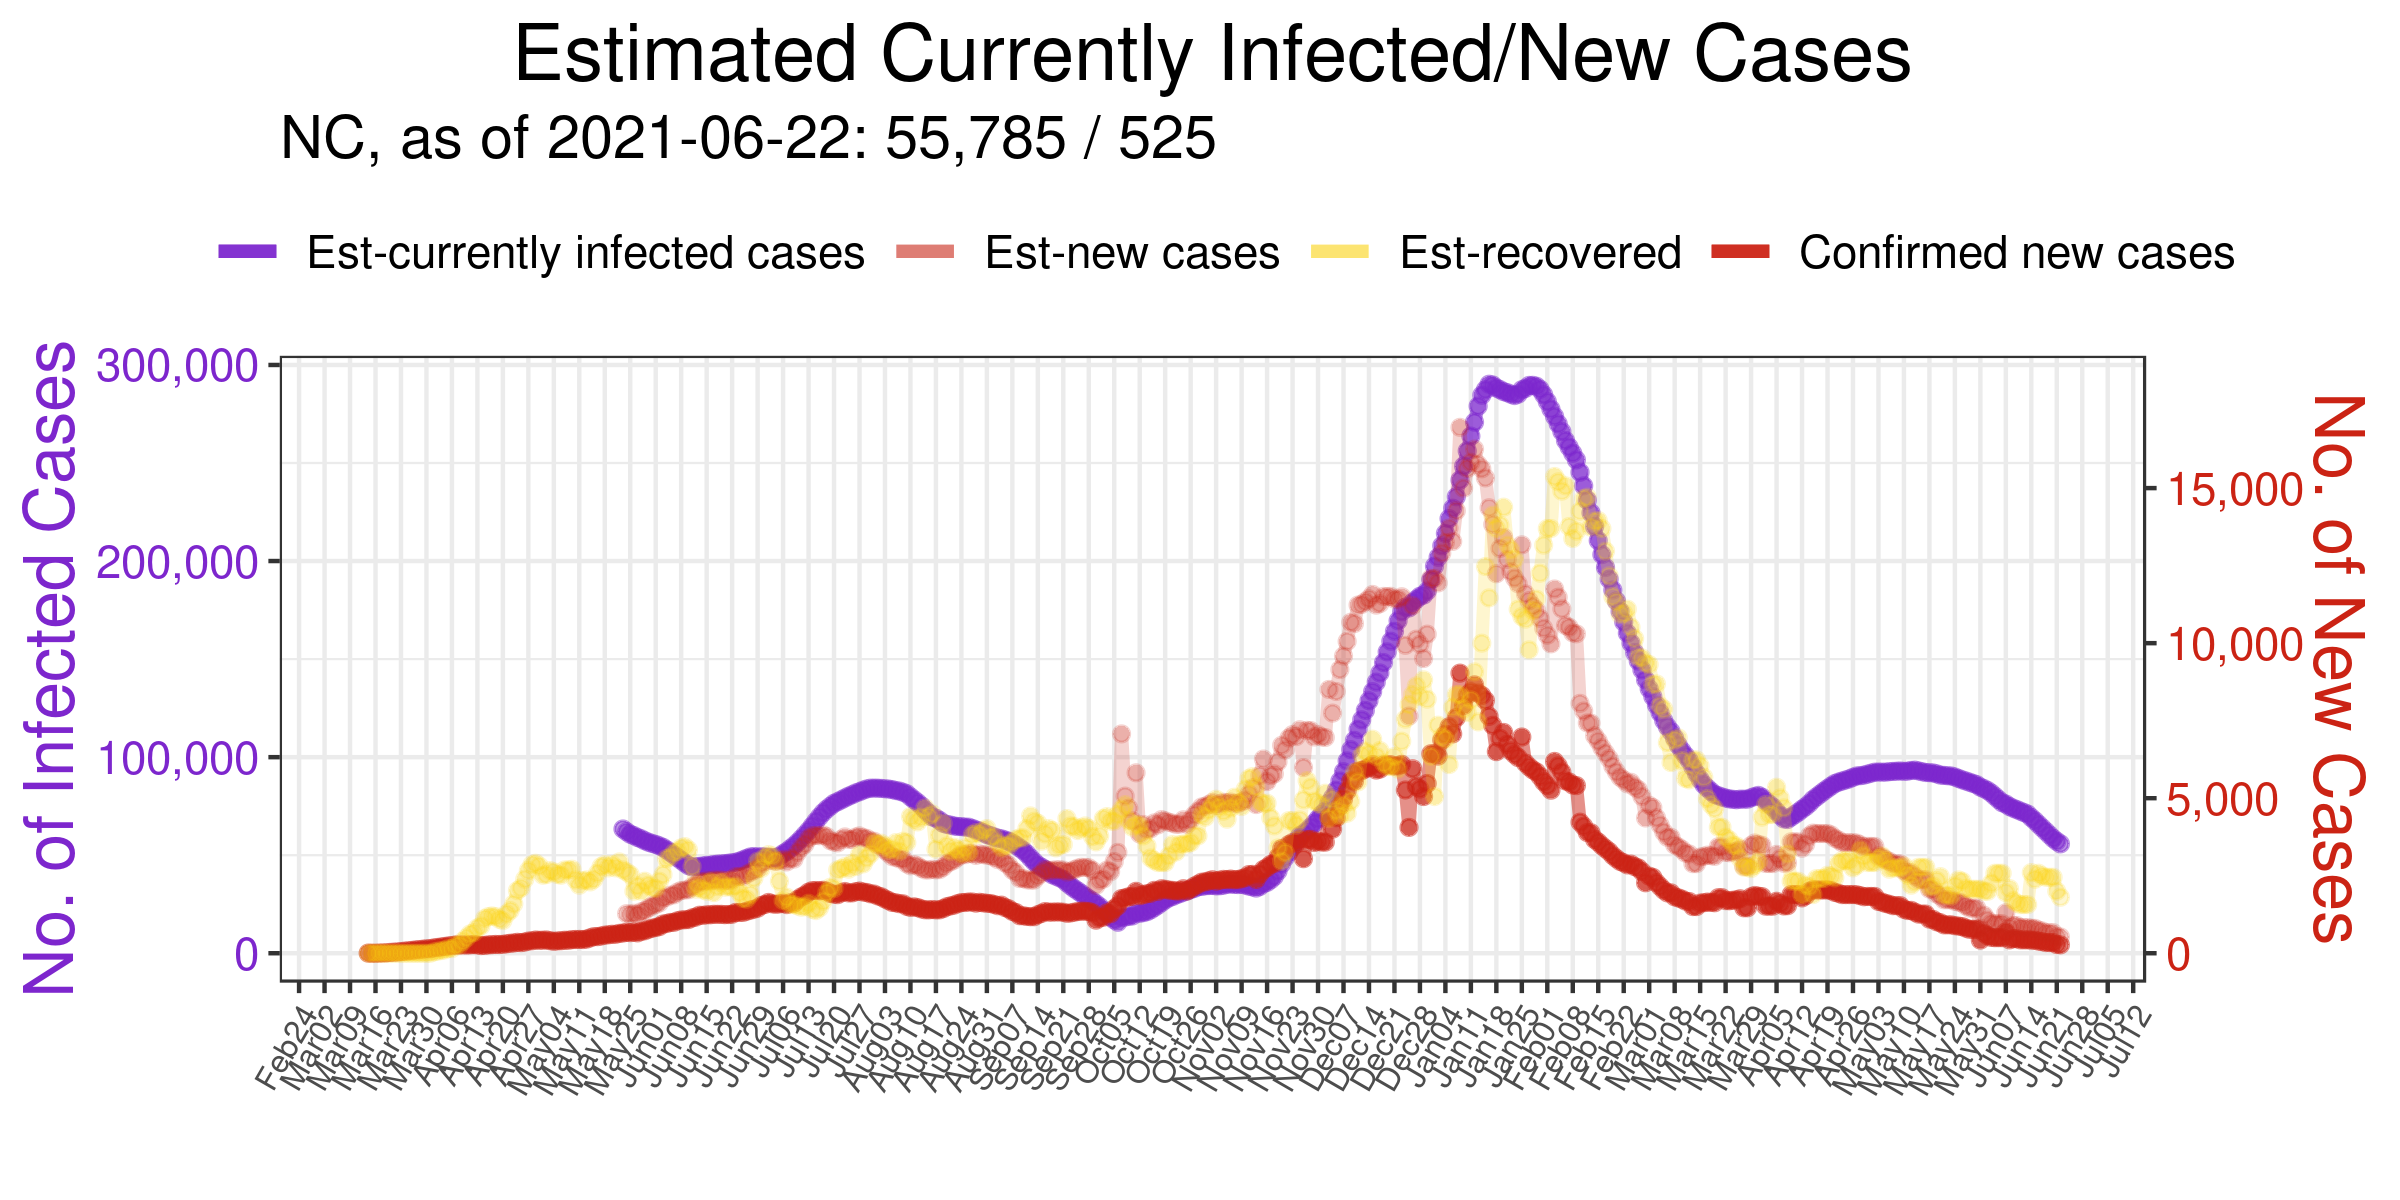 Estimated Currently Infected/New Cases
NC, as of 2021-06-22: 55,785 / 525
Est-currently infected cases Est-new cases Est-recovered Confirmed new cases
No. of Infected Cases
300,000
200,000
100,000
0
15,000
10,000
5,000
0
No. of New Cases
Feb24
Mar02
Mar09
Mar16
Mar23
Mar30
Apr06
Apr13
Apr20
Apr27
May04
May11
May18
May25
Jun01
Jun08
Jun15
Jun22
Jun29
Jul06
Jul13
Jul20
Jul27
Aug03
Aug10
Aug17
Aug24
Aug31
Sep07
Sep14
Sep21
Sep28
Oct05
Oct12
Oct19
Oct26
Nov02
Nov09
Nov16
Nov23
Nov30
Dec07
Dec14
Dec21
Dec28
Jan04
Jan11
Jan18
Jan25
Feb01
Feb08
Feb15
Feb22
Mar01
Mar08
Mar15
Mar22
Mar29
Apr05
Apr12
Apr19
Apr26
May03
May10
May17
May24
May31
Jun07
Jun14
Jun21
Jun28
Jul05
Jul12